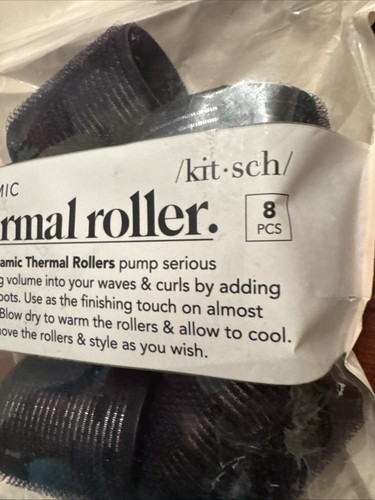 /kit·sch/
MIC
rmal roller.
8
PCS
amic Thermal Rollers pump serious
g volume into your waves & curls by adding
oots. Use as the finishing touch on almost
Blow dry to warm the rollers & allow to cool.
ove the rollers & style as you wish.